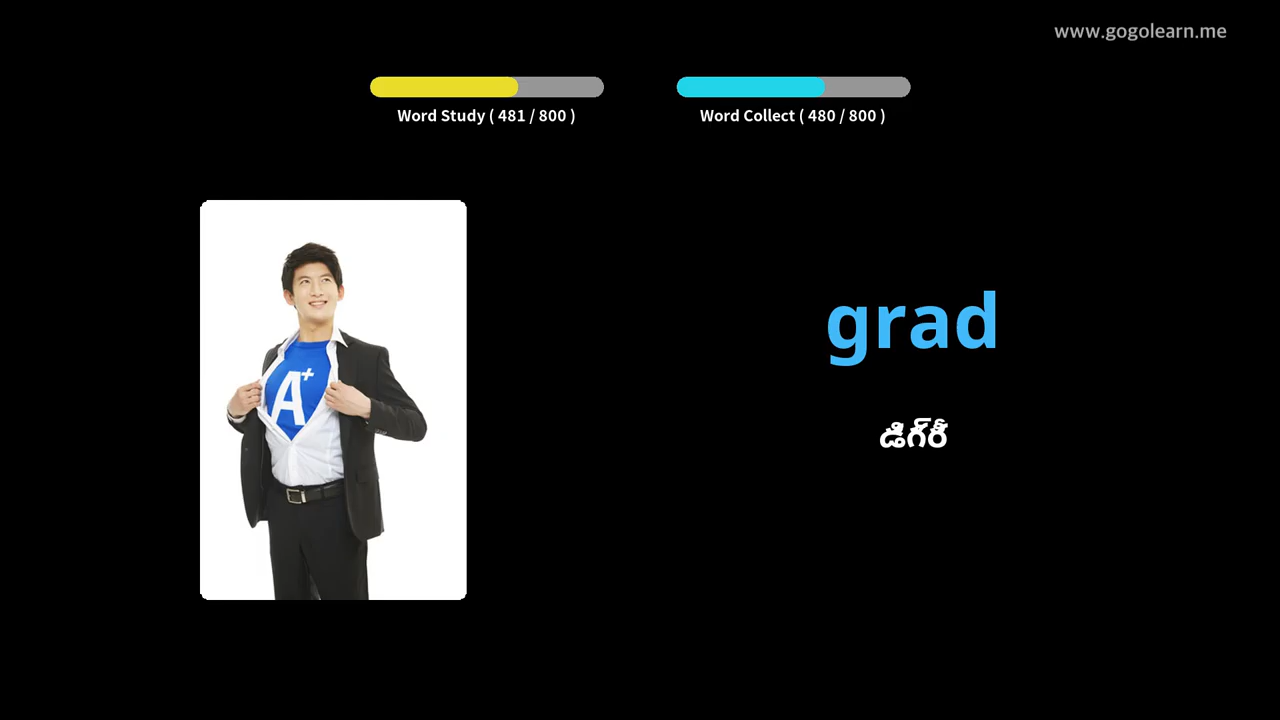 www.gogolearn.me
Word Study ( 481 / 800 )
Word Collect ( 480 / 800 )
A+
grad
డిగ్రీ